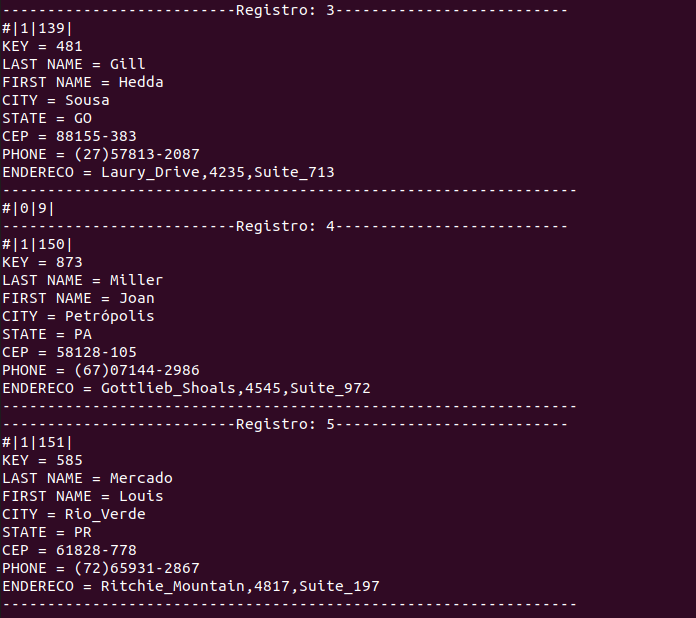 --------------------------Registro: 3--------------------------
#|1|139|
KEY = 481
LAST NAME = Gill
FIRST NAME = Hedda
CITY = Sousa
STATE = GO
CEP = 88155-383
PHONE = (27)57813-2087
ENDERECO = Laury_Drive,4235,Suite_713
----------------------------------------------------------------
#|0|9|
--------------------------Registro: 4--------------------------
#|1|150|
KEY = 873
LAST NAME = Miller
FIRST NAME = Joan
CITY = Petrópolis
STATE = PA
CEP = 58128-105
PHONE = (67)07144-2986
ENDERECO = Gottlieb_Shoals,4545,Suite_972
----------------------------------------------------------------
--------------------------Registro: 5--------------------------
#|1|151|
KEY = 585
LAST NAME = Mercado
FIRST NAME = Louis
CITY = Rio_Verde
STATE = PR
CEP = 61828-778
PHONE = (72)65931-2867
ENDERECO = Ritchie_Mountain,4817,Suite_197
----------------------------------------------------------------